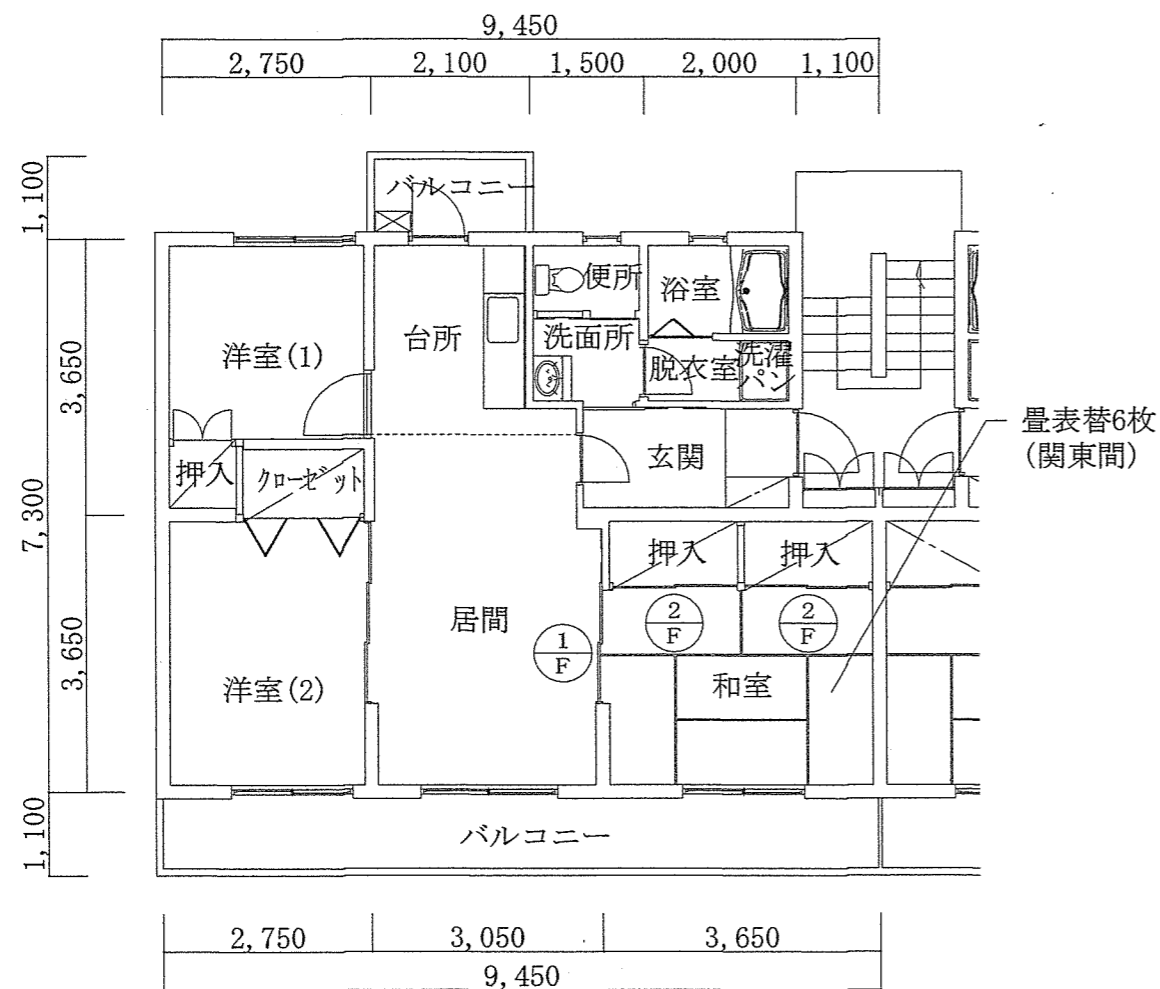 9,450
2,750
2,100
1,500
2,000
1,100
1,100
3,650
7,300
3,650
1,100
バルコニー
洋室(1)
台所
便所
浴室
洗面所
脱衣室
洗濯
パン
押入
クローゼット
玄関
畳表替6枚
(関東間)
押入
押入
居間
1
F
2
F
2
F
和室
洋室(2)
バルコニー
2,750
3,050
3,650
9,450